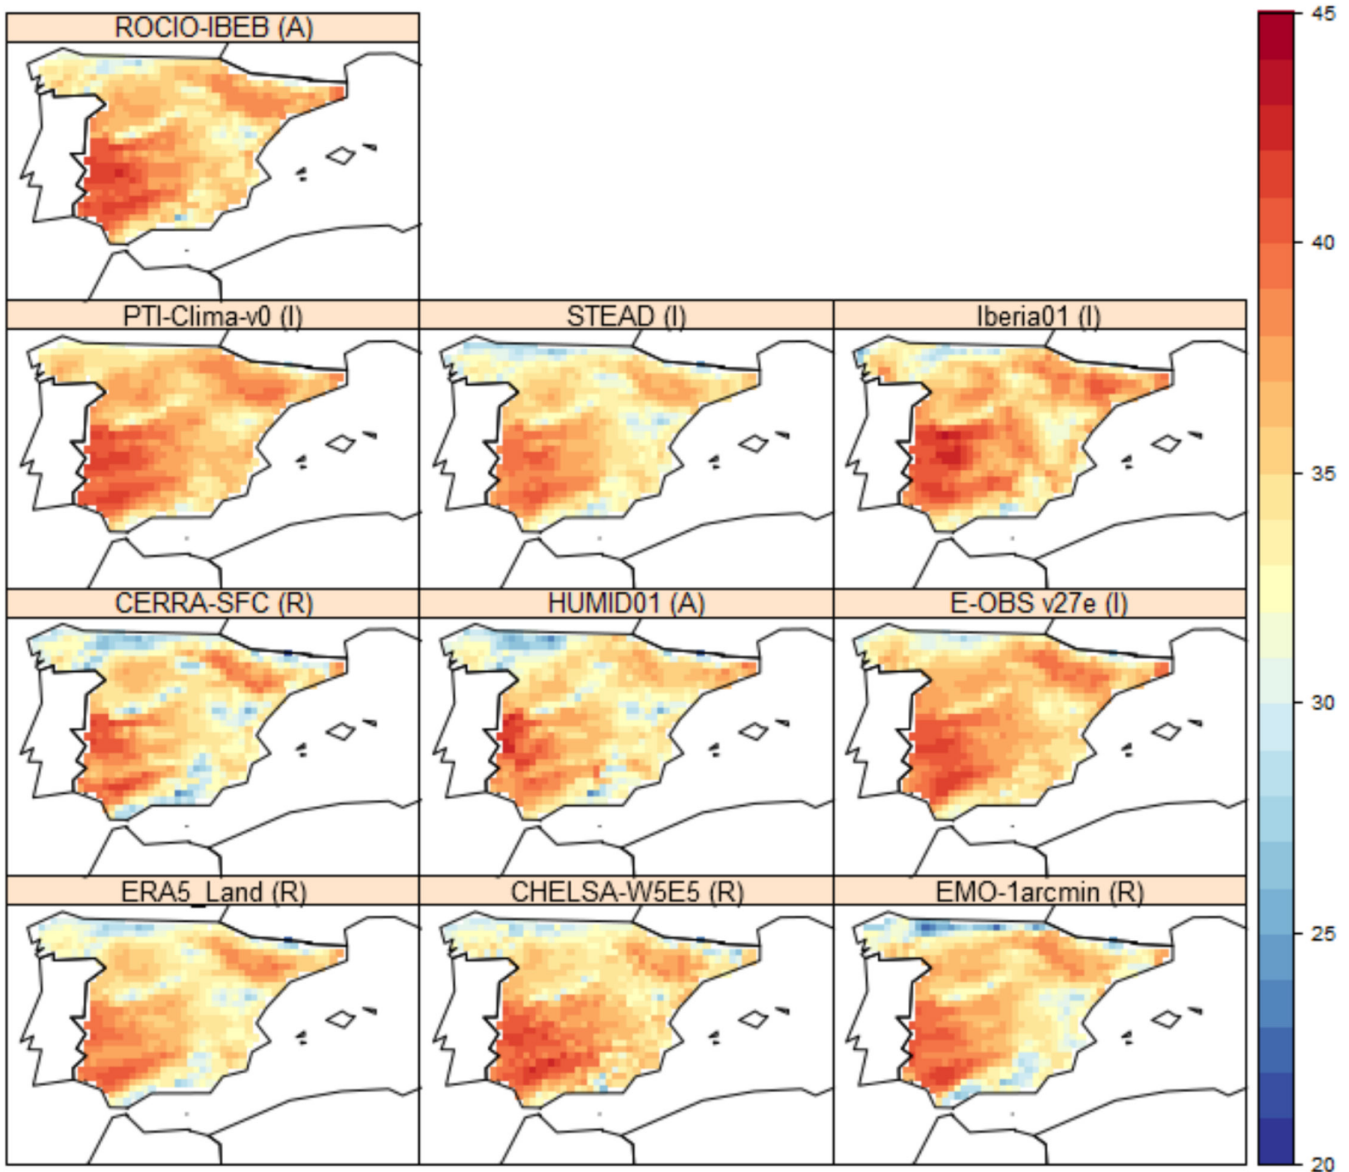 ROCIO-IBEB (A)
PTI-Clima-v0 (I)
STEAD (I)
Iberia01 (I)
CERRA-SFC (R)
HUMID01 (A)
E-OBS v27e (I)
ERA5_Land (R)
CHELSA-W5E5 (R)
EMO-1arcmin (R)
45
40
35
30
25
20